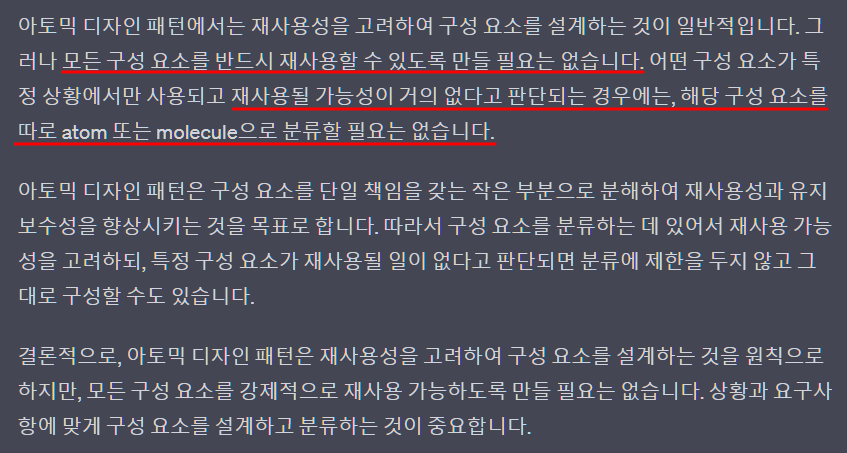 아토믹 디자인 패턴에서는 재사용성을 고려하여 구성 요소를 설계하는 것이 일반적입니다. 그
러나 모든 구성 요소를 반드시 재사용할 수 있도록 만들 필요는 없습니다. 어떤 구성 요소가 특
정 상황에서만 사용되고 재사용될 가능성이 거의 없다고 판단되는 경우에는, 해당 구성 요소를
따로 atom 또는 molecule으로 분류할 필요는 없습니다.
아토믹 디자인 패턴은 구성 요소를 단일 책임을 갖는 작은 부분으로 분해하여 재사용성과 유지
보수성을 향상시키는 것을 목표로 합니다. 따라서 구성 요소를 분류하는 데 있어서 재사용 가능
성을 고려하되, 특정 구성 요소가 재사용될 일이 없다고 판단되면 분류에 제한을 두지 않고 그
대로 구성할 수도 있습니다.
결론적으로, 아토믹 디자인 패턴은 재사용성을 고려하여 구성 요소를 설계하는 것을 원칙으로
하지만, 모든 구성 요소를 강제적으로 재사용 가능하도록 만들 필요는 없습니다. 상황과 요구사
항에 맞게 구성 요소를 설계하고 분류하는 것이 중요합니다.